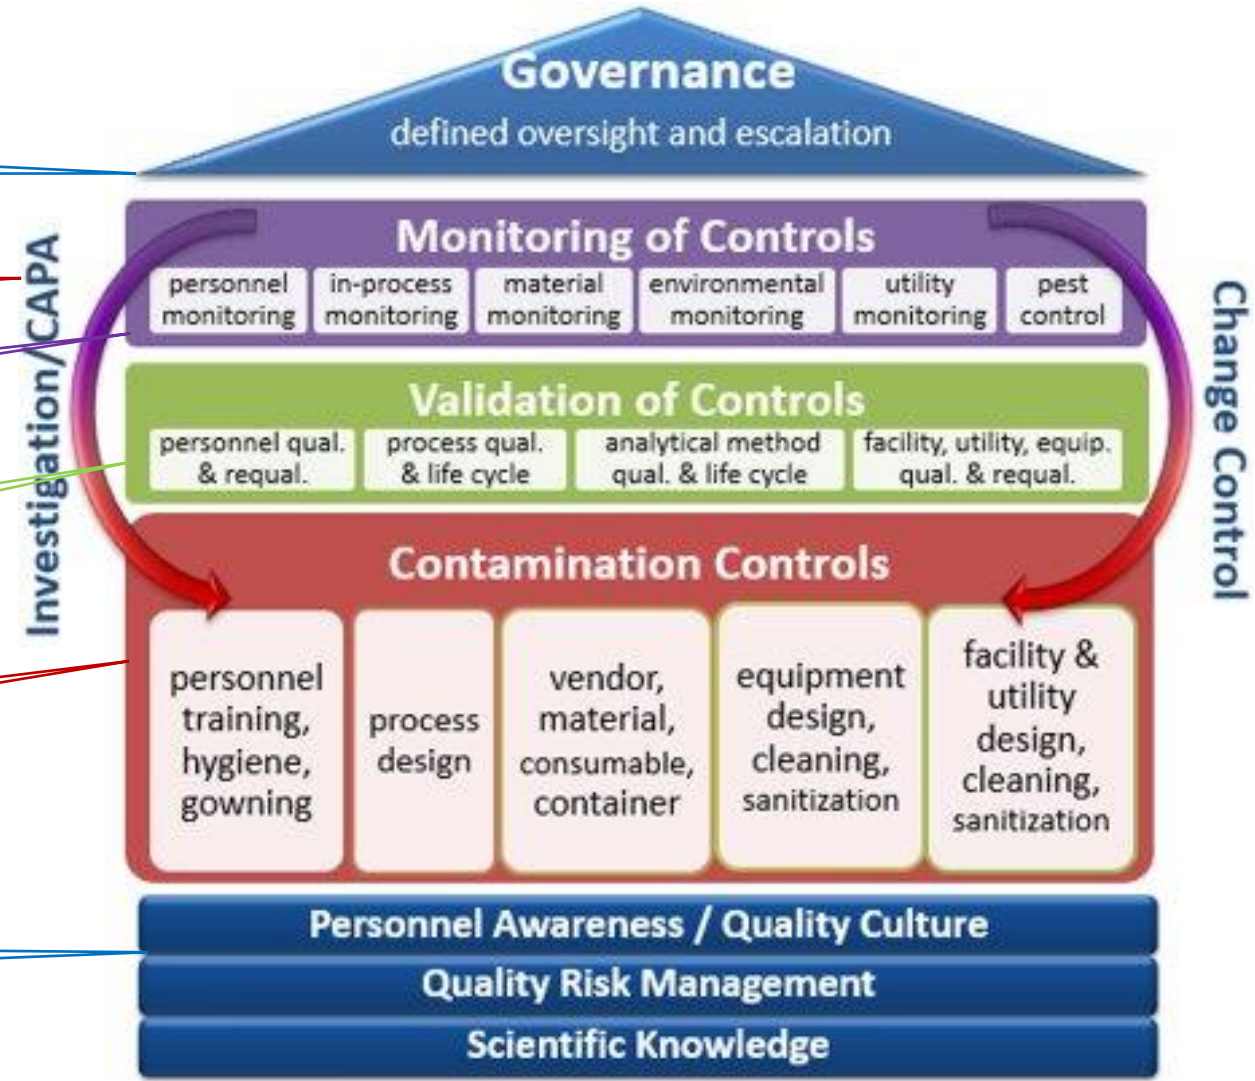 Governance
defined oversight and escalation
Investigation/CAPA
Change Control
Monitoring of Controls
personnel
monitoring
in-process
monitoring
material
monitoring
environmental
monitoring
utility
monitoring
pest
control
Validation of Controls
personnel qual.
& requal.
process qual.
& life cycle
analytical method
qual. & life cycle
facility, utility, equip.
qual. & requal.
Contamination Controls
personnel
training,
hygiene,
gowning
process
design
vendor,
material,
consumable,
container
equipment
design,
cleaning,
sanitization
facility &
utility
design,
cleaning,
sanitization
Personnel Awareness / Quality Culture
Quality Risk Management
Scientific Knowledge